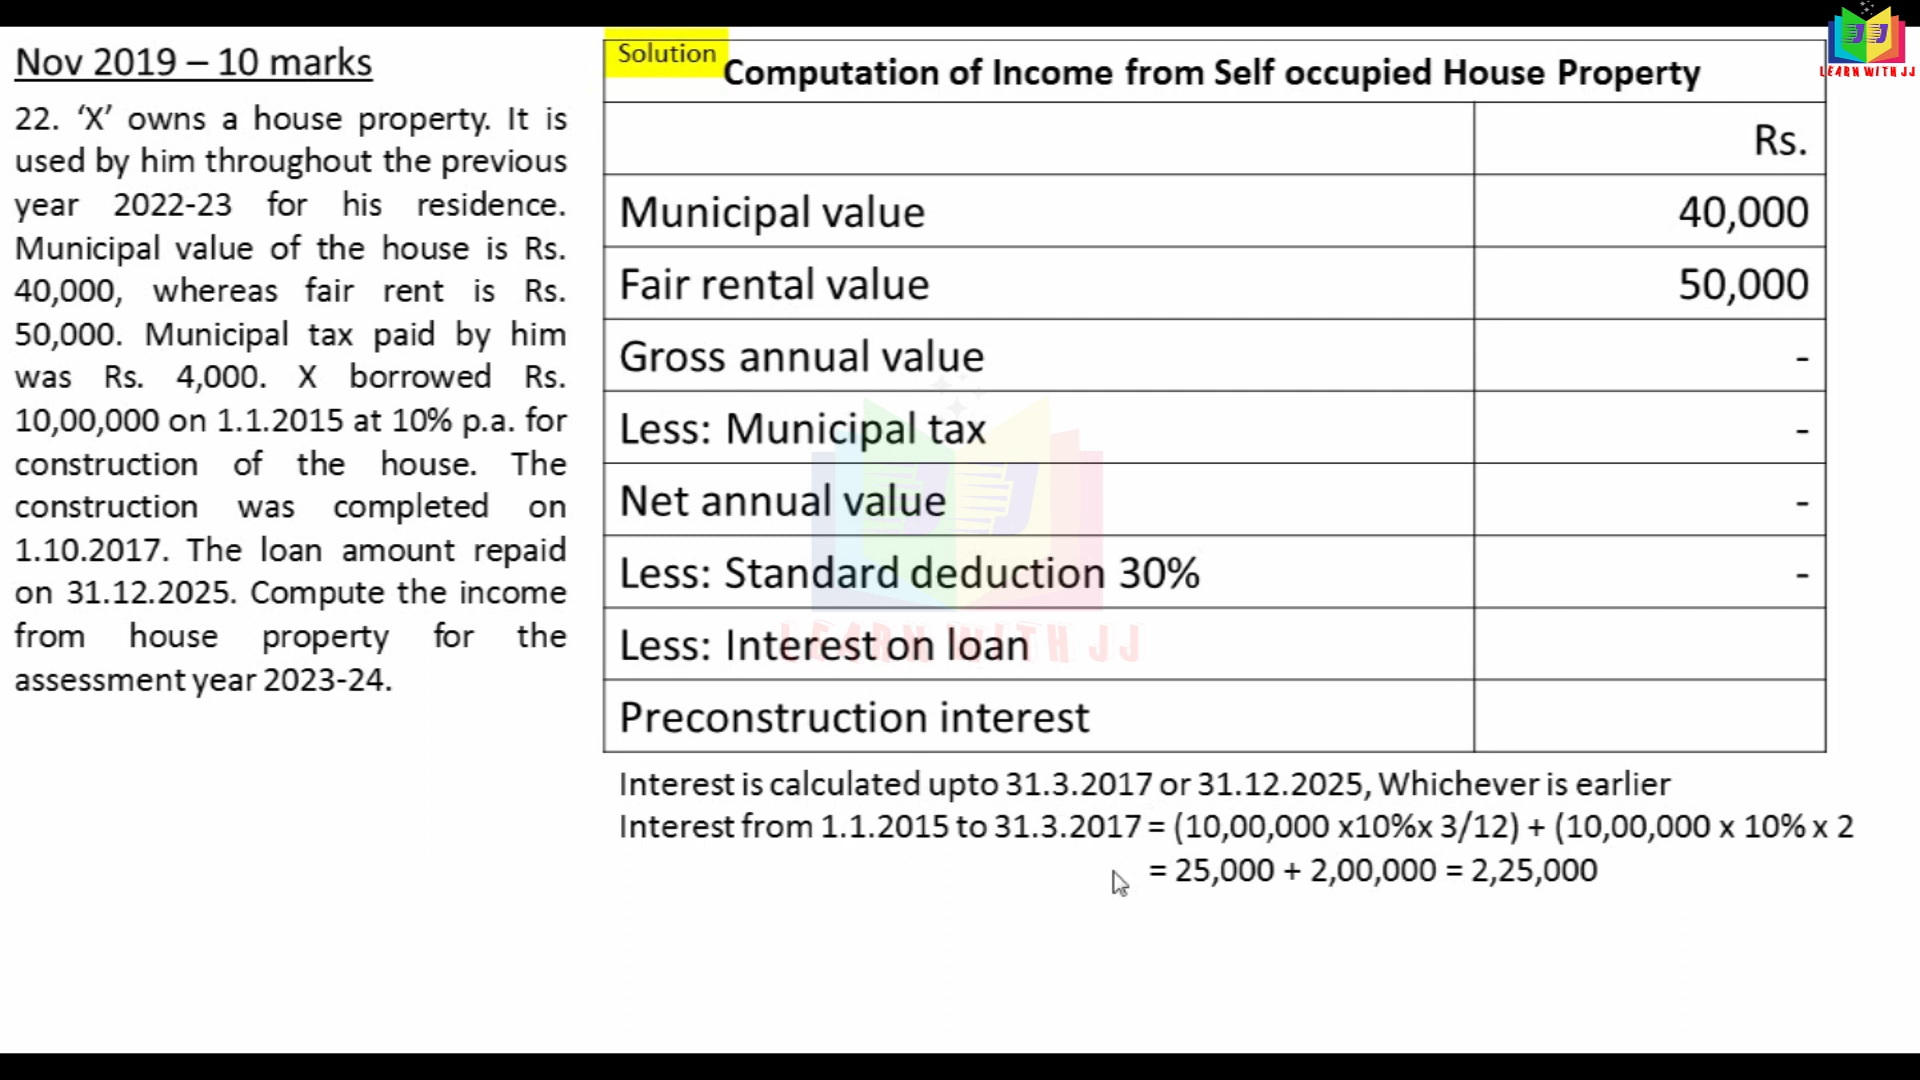 Nov 2019 – 10 marks
22. ‘X’ owns a house property. It is
used by him throughout the previous
year 2022-23 for his residence.
Municipal value of the house is Rs.
40,000, whereas fair rent is Rs.
50,000. Municipal tax paid by him
was Rs. 4,000. X borrowed Rs.
10,00,000 on 1.1.2015 at 10% p.a. for
construction of the house. The
construction was completed on
1.10.2017. The loan amount repaid
on 31.12.2025. Compute the income
from house property for the
assessment year 2023-24.
Solution
Computation of Income from Self occupied House Property
Rs.
Municipal value 40,000
Fair rental value 50,000
Gross annual value -
Less: Municipal tax -
Net annual value -
Less: Standard deduction 30% -
Less: Interest on loan
Preconstruction interest
Interest is calculated upto 31.3.2017 or 31.12.2025, Whichever is earlier
Interest from 1.1.2015 to 31.3.2017 = (10,00,000 x10%x 3/12) + (10,00,000 x 10% x 2
= 25,000 + 2,00,000 = 2,25,000
JJ
LEARN WITH JJ
JJ
LEARN WITH JJ